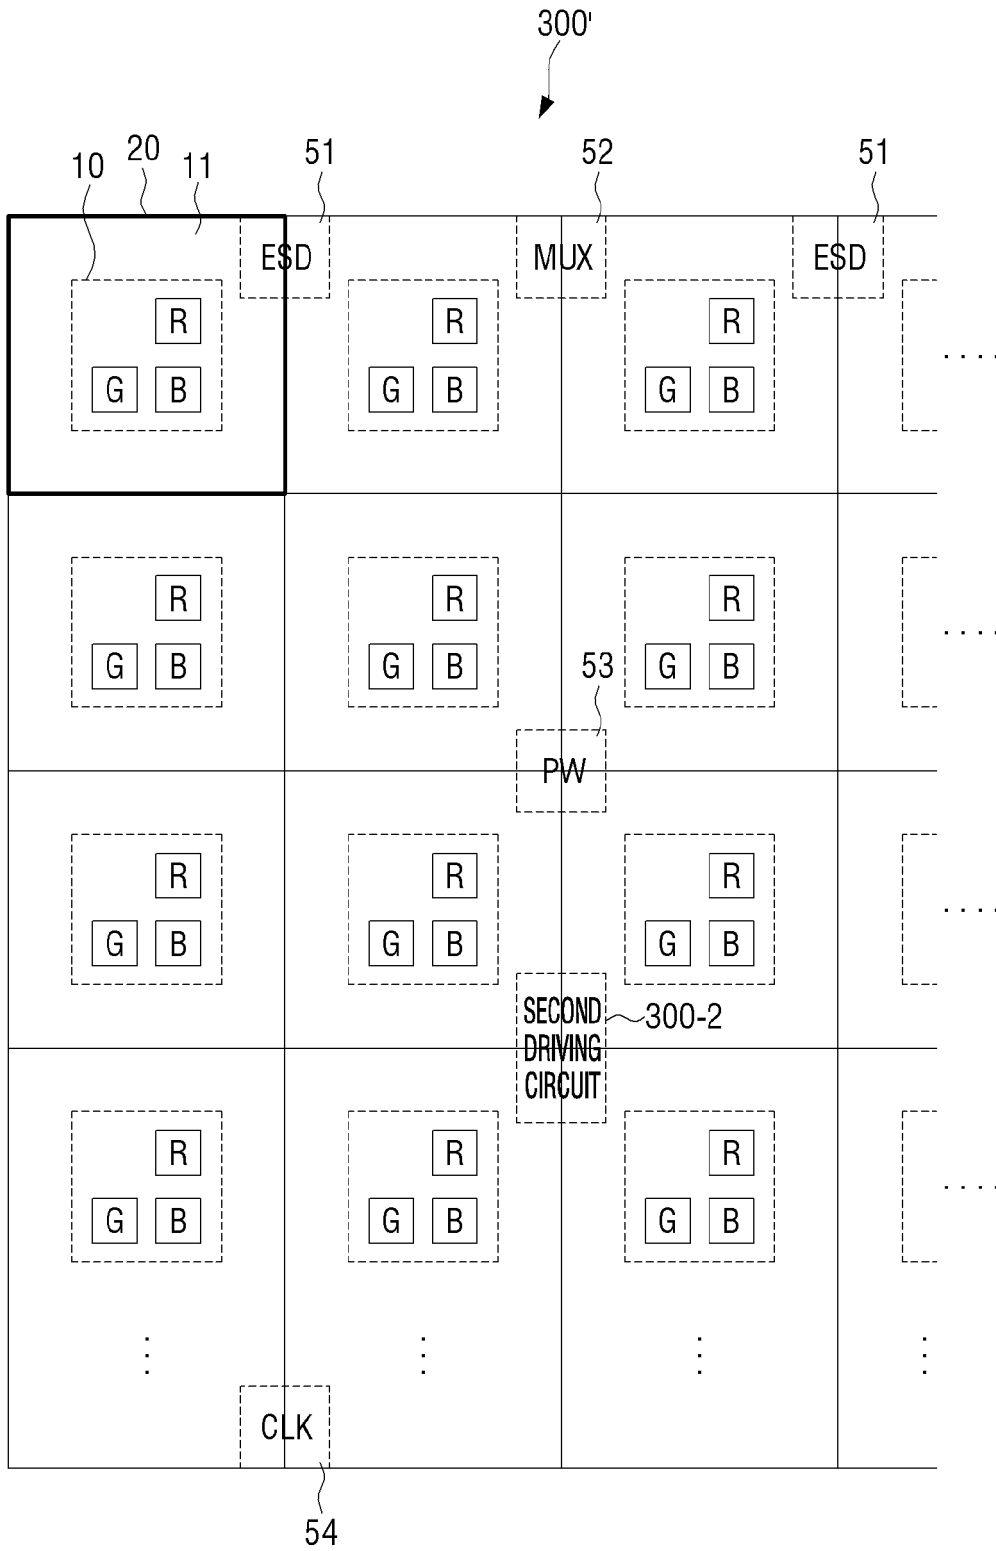 300'
10 20 11 51 52 51
ESD MUX ESD
R R R
G B G B G B
....
R R R
G B G B G B
....
53
PW
R R R
G B G B G B
....
SECOND
DRIVING
CIRCUIT
300-2
R R R
G B G B G B
....
CLK
54